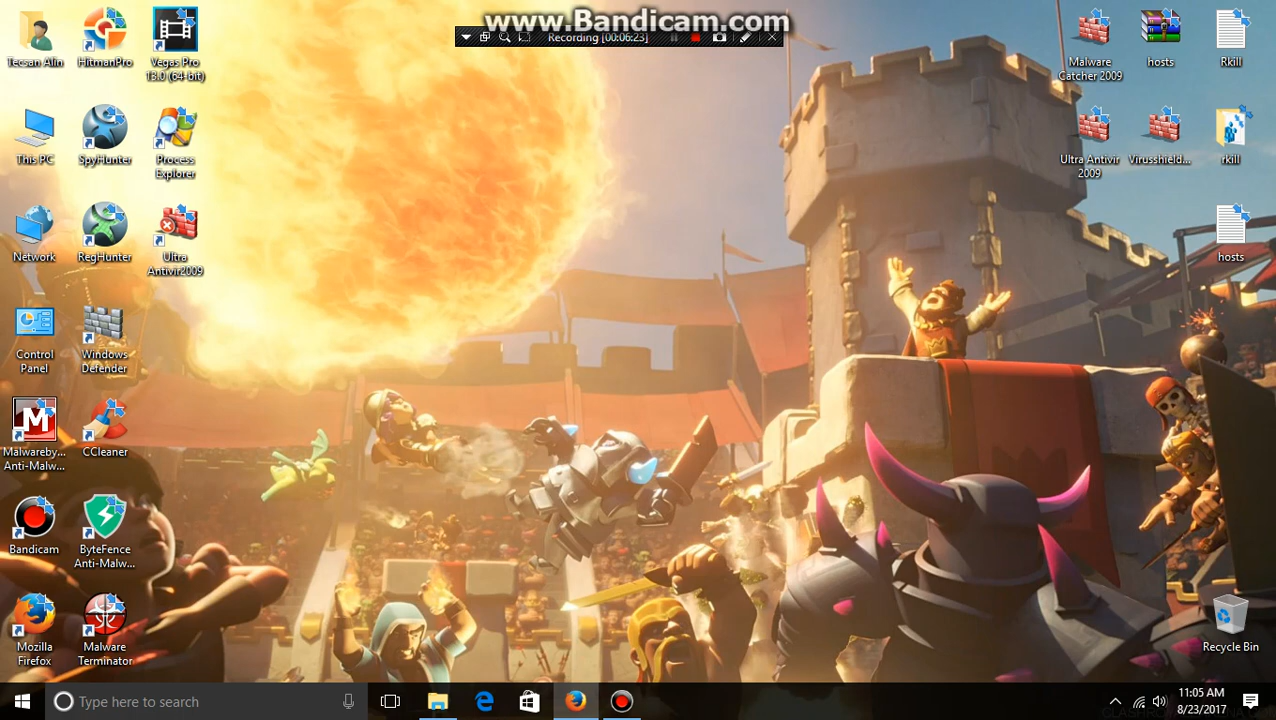 www.Bandicam.com
Recording [00:06:23]
Tecsan Alin
HitmanPro
Vegas Pro
13.0 (64-bit)
Malware
Catcher 2009
hosts
Rkill
This PC
SpyHunter
Process
Explorer
Ultra Antivir
2009
Virusshield...
rkill
Network
RegHunter
Ultra
Antivir2009
hosts
Control
Panel
Windows
Defender
Malwareby...
Anti-Malw...
CCleaner
Bandicam
ByteFence
Anti-Malw...
Mozilla
Firefox
Malware
Terminator
Recycle Bin
Type here to search
11:05 AM
8/23/2017